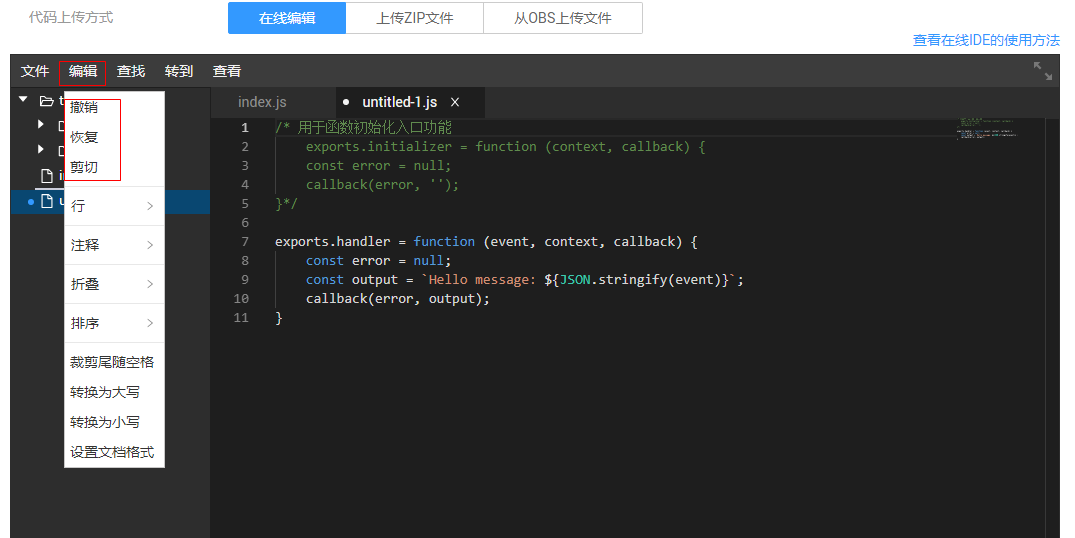 代码上传方式 在线编辑 上传ZIP文件 从OBS上传文件
查看在线IDE的使用方法
文件 编辑 查找 转到 查看
撤销
恢复
剪切
行
注释
折叠
排序
裁剪尾随空格
转换为大写
转换为小写
设置文档格式
index.js untitled-1.js X
1 /* 用于函数初始化入口功能
2 exports.initializer = function (context, callback) {
3 const error = null;
4 callback(error, '');
5 }*/
6
7 exports.handler = function (event, context, callback) {
8 const error = null;
9 const output = `Hello message: ${JSON.stringify(event)}`;
10 callback(error, output);
11 }